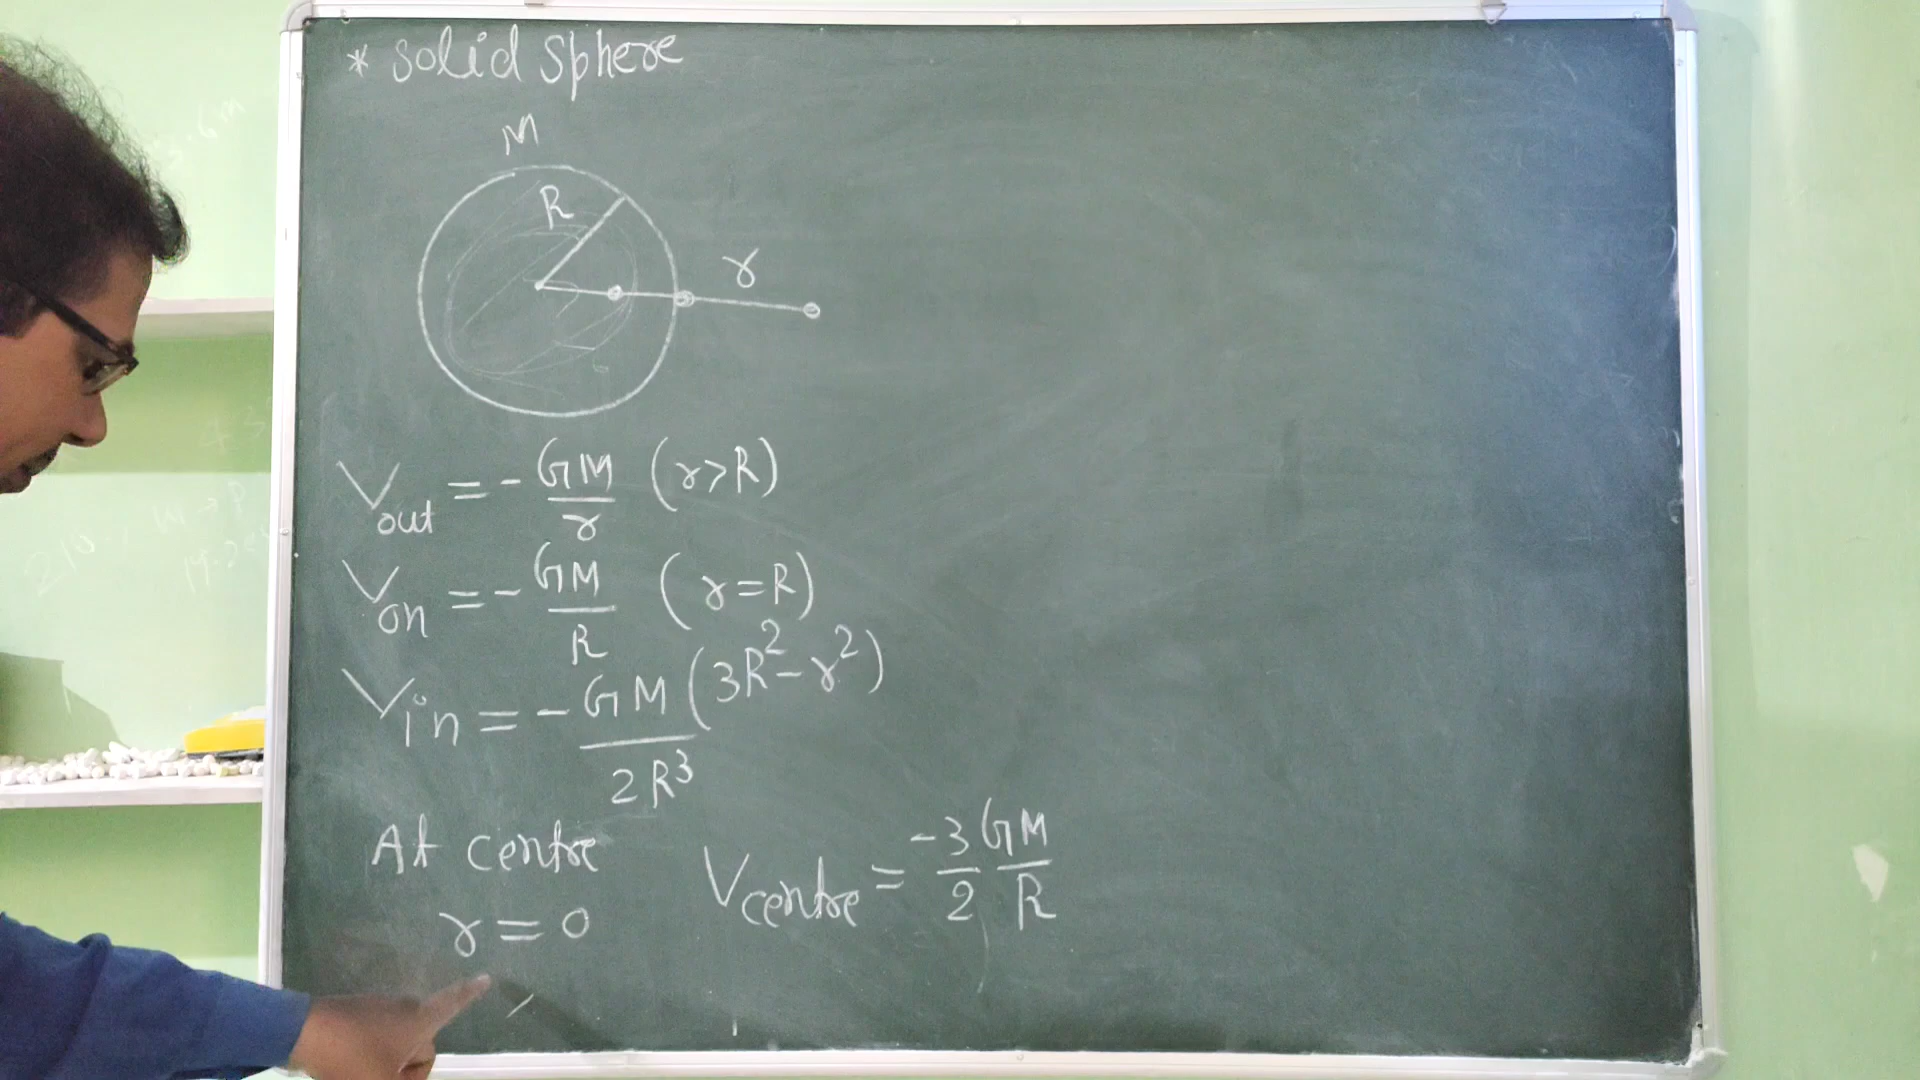 * Solid Sphere
M
R
r
V_out = - GM/r (r>R)
V_on = - GM/R (r=R)
V_in = - GM(3R²-r²)/2R³
At centre
r = 0
V_centre = -3/2 GM/R